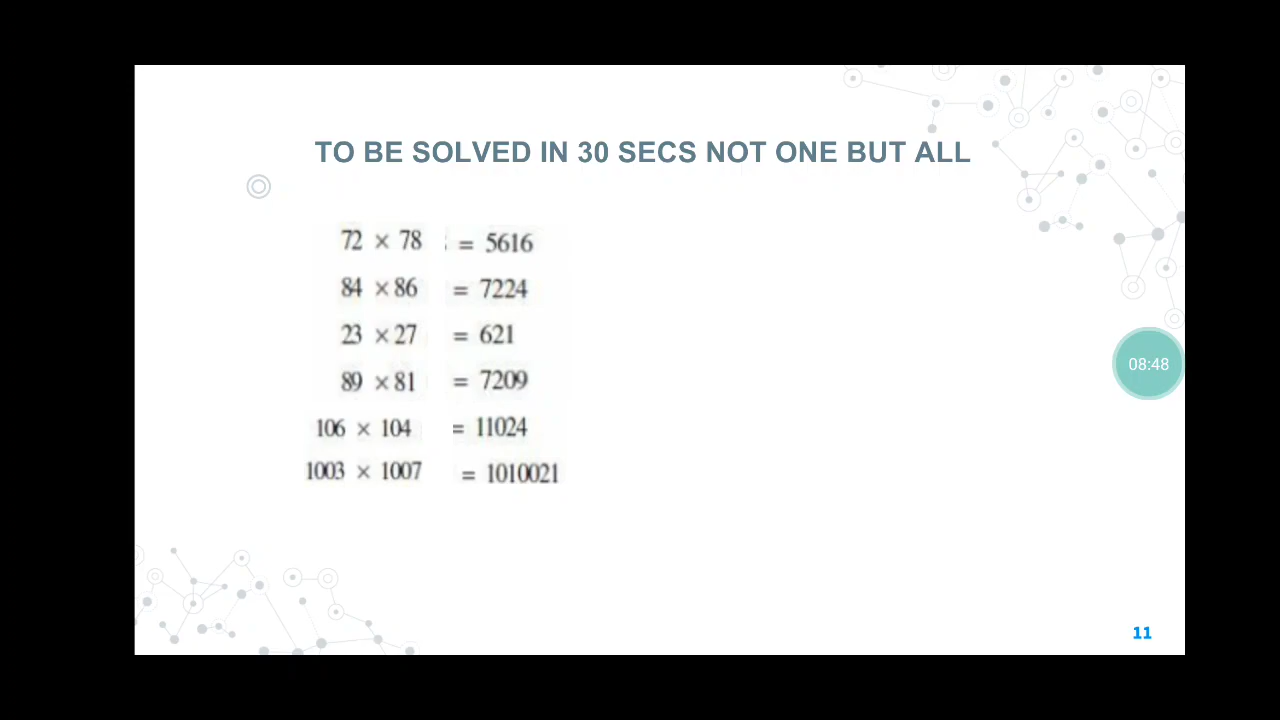 TO BE SOLVED IN 30 SECS NOT ONE BUT ALL
72 × 78 = 5616
84 × 86 = 7224
23 × 27 = 621
89 × 81 = 7209
106 × 104 = 11024
1003 × 1007 = 1010021
08:48
11